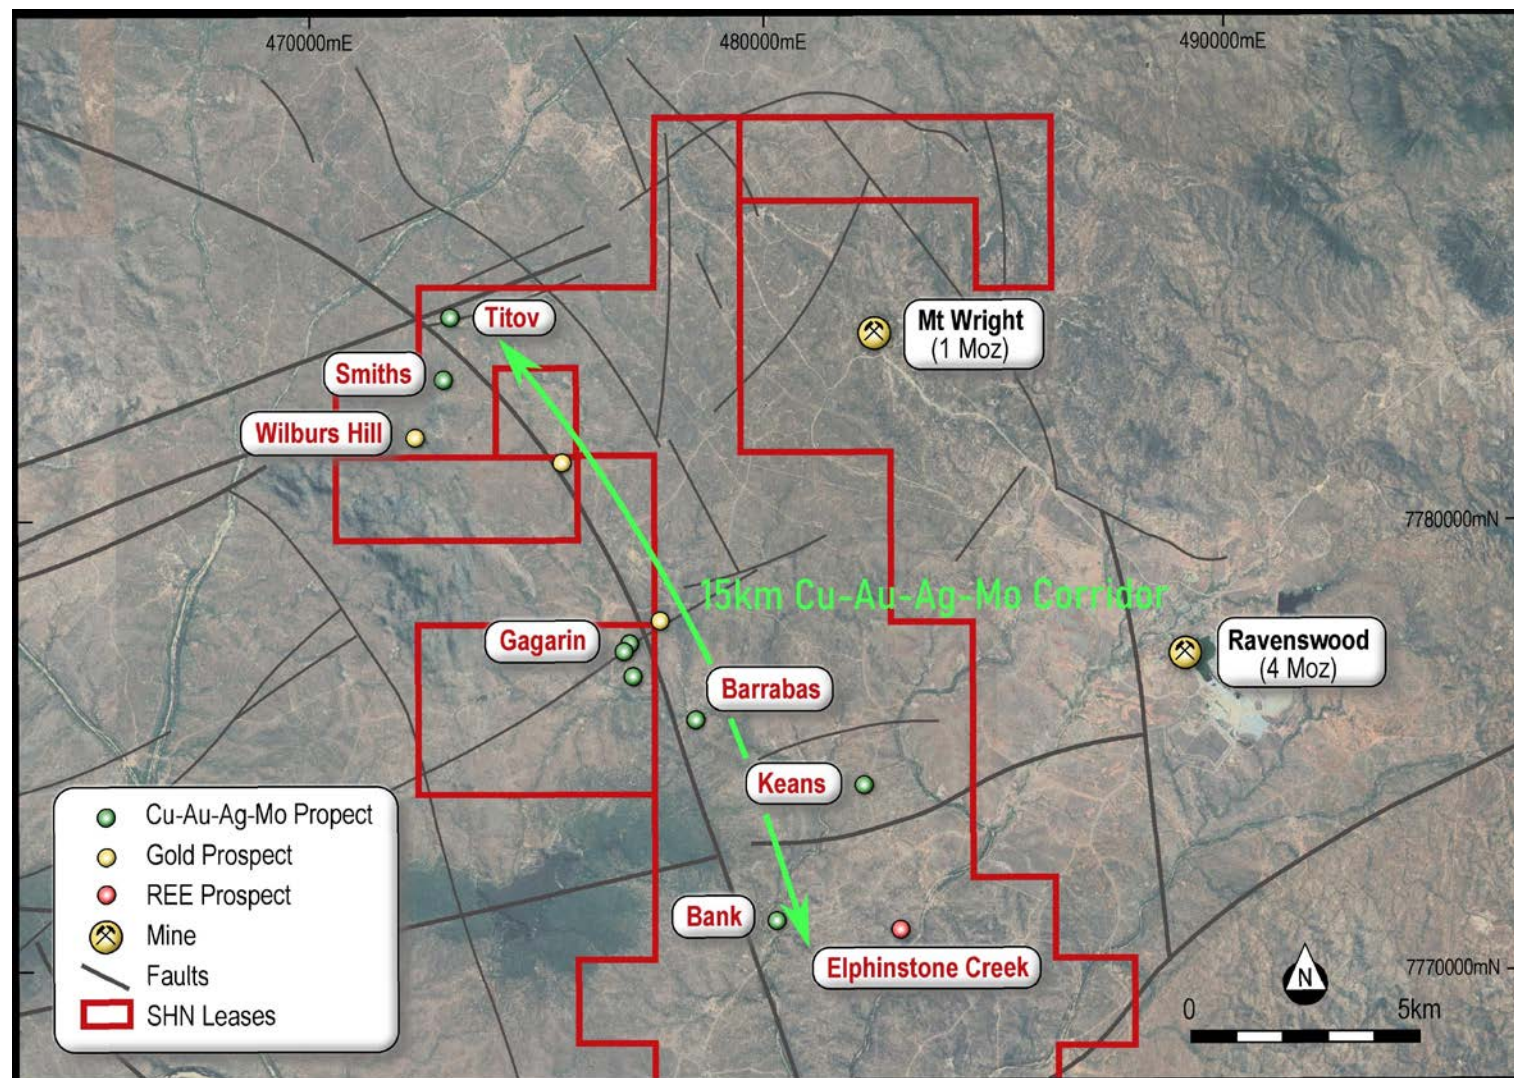 470000mE
480000mE
490000mE
Titov
Mt Wright
(1 Moz)
Smiths
Wilburs Hill
7780000mN
15km Cu-Au-Ag-Mo Corridor
Gagarin
Ravenswood
(4 Moz)
Barrabas
Keans
Cu-Au-Ag-Mo Propect
Gold Prospect
REE Prospect
Mine
Faults
SHN Leases
Bank
Elphinstone Creek
7770000mN
N
0 5km